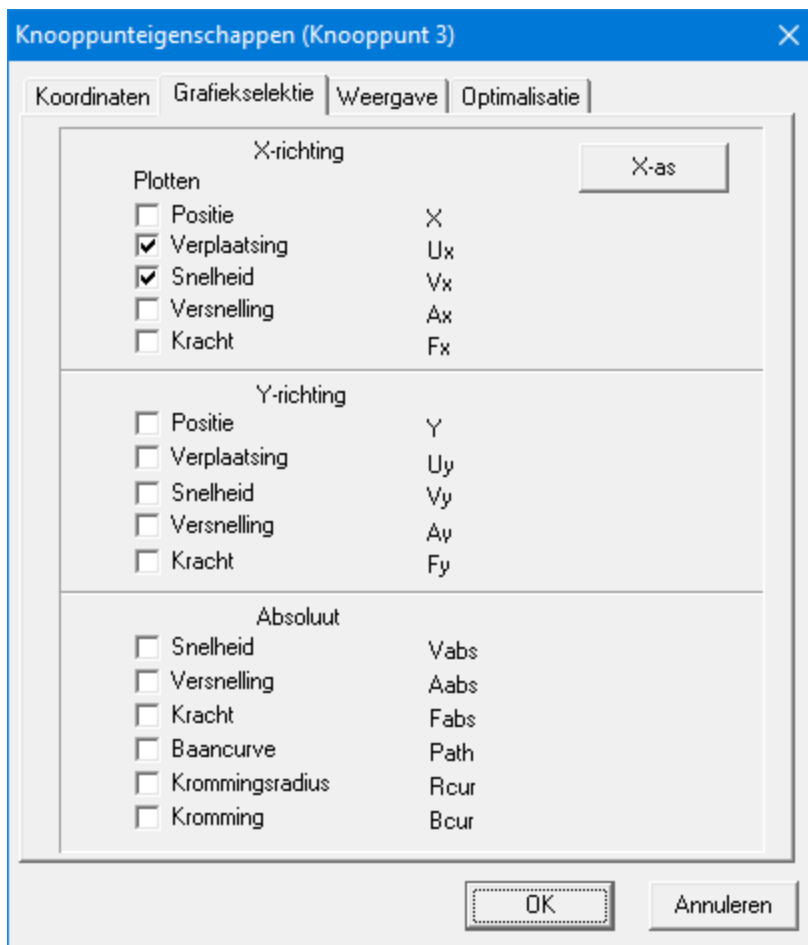 Knooppunteigenschappen (Knooppunt 3)
Koordinaten Grafiekselektie Weergave Optimalisatie
X-richting
X-as
Plotten
Positie X
Verplaatsing Ux
Snelheid Vx
Versnelling Ax
Kracht Fx
Y-richting
Positie Y
Verplaatsing Uy
Snelheid Vy
Versnelling Ay
Kracht Fy
Absoluut
Snelheid Vabs
Versnelling Aabs
Kracht Fabs
Baancurve Path
Krommingsradius Rcur
Kromming Bcur
OK Annuleren